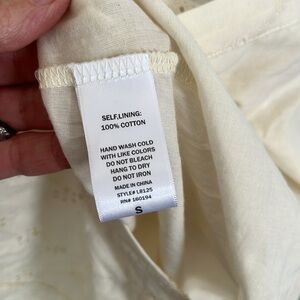 SELF.LINING:
100% COTTON
HAND WASH COLD
WITH LIKE COLORS
DO NOT BLEACH
HANG TO DRY
DO NOT IRON
MADE IN CHINA
STYLE# L8125
RN# 160194
S